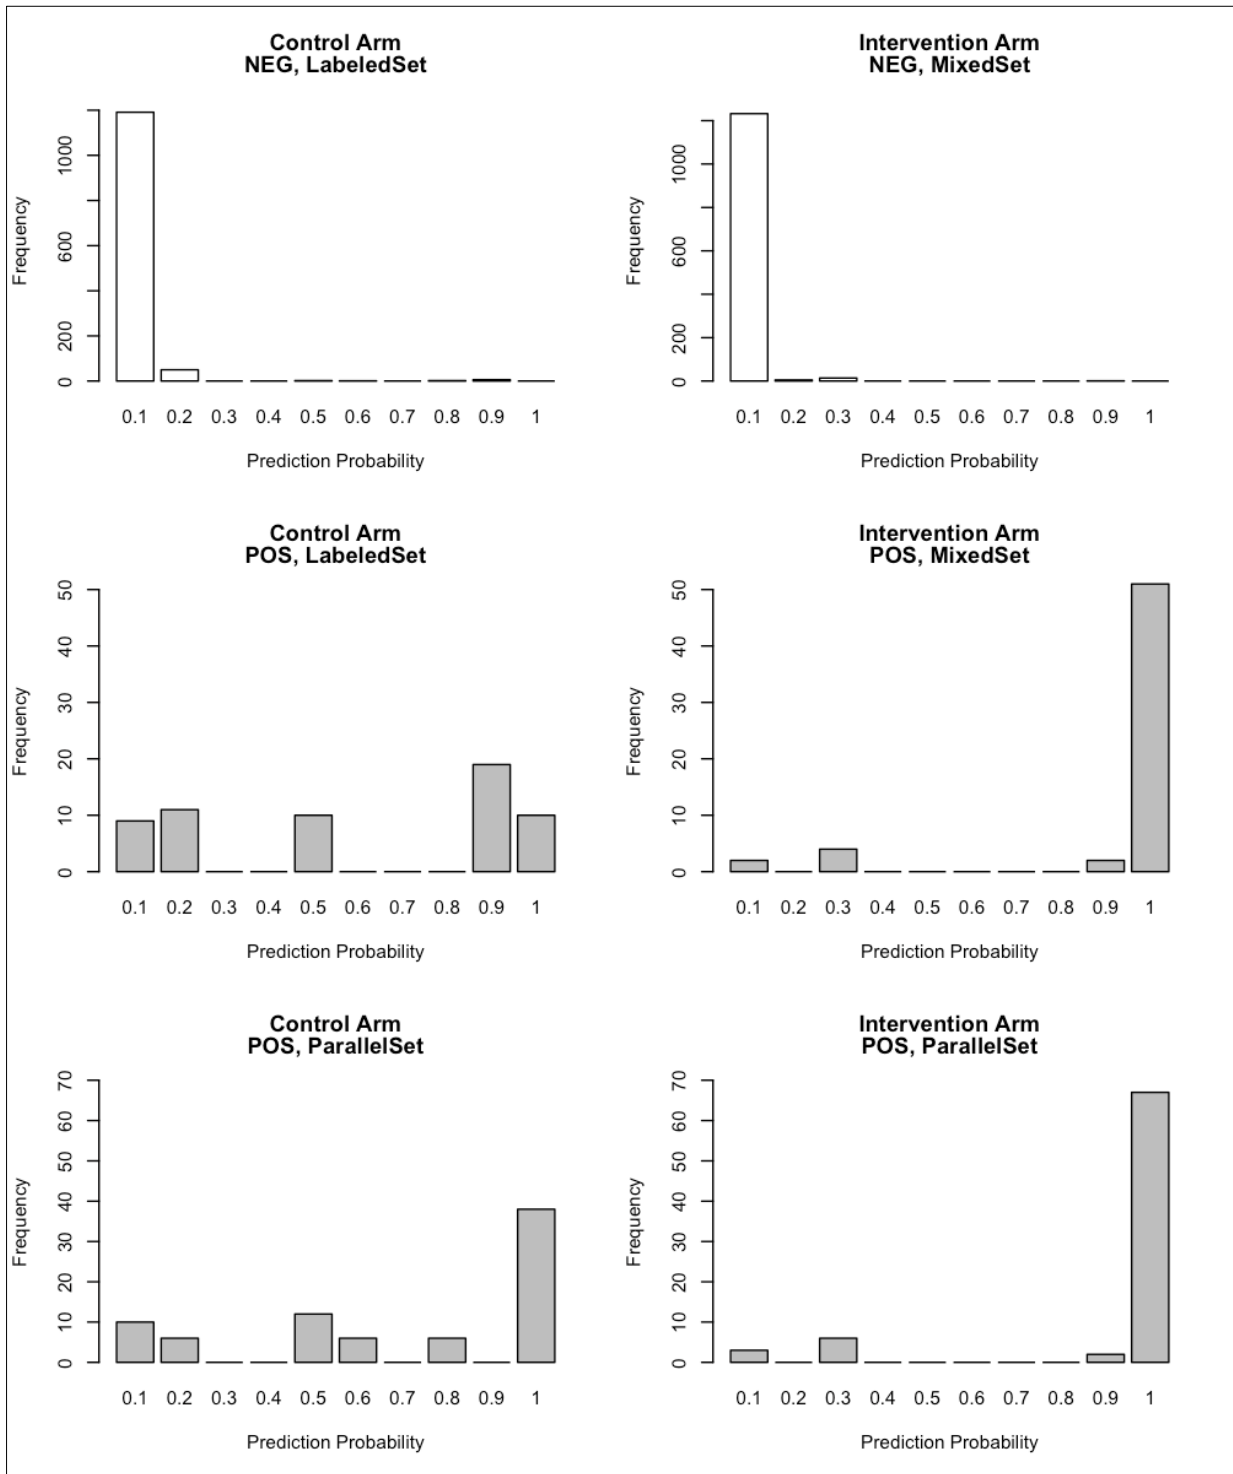 Control Arm
NEG, LabeledSet
Frequency
1000
600
200
0
0.1 0.2 0.3 0.4 0.5 0.6 0.7 0.8 0.9 1
Prediction Probability
Intervention Arm
NEG, MixedSet
Frequency
1000
600
200
0
0.1 0.2 0.3 0.4 0.5 0.6 0.7 0.8 0.9 1
Prediction Probability
Control Arm
POS, LabeledSet
Frequency
50
40
30
20
10
0
0.1 0.2 0.3 0.4 0.5 0.6 0.7 0.8 0.9 1
Prediction Probability
Intervention Arm
POS, MixedSet
Frequency
50
40
30
20
10
0
0.1 0.2 0.3 0.4 0.5 0.6 0.7 0.8 0.9 1
Prediction Probability
Control Arm
POS, ParallelSet
Frequency
70
60
50
40
30
20
10
0
0.1 0.2 0.3 0.4 0.5 0.6 0.7 0.8 0.9 1
Prediction Probability
Intervention Arm
POS, ParallelSet
Frequency
70
60
50
40
30
20
10
0
0.1 0.2 0.3 0.4 0.5 0.6 0.7 0.8 0.9 1
Prediction Probability